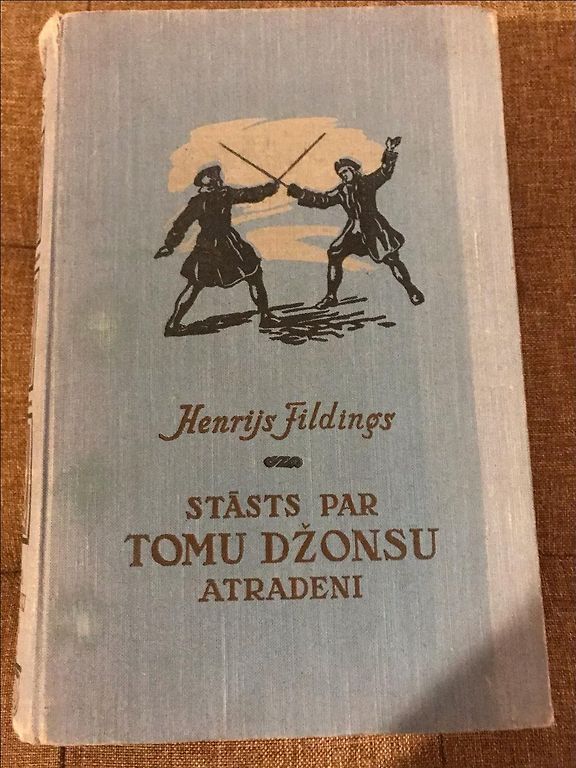 Henrijs Fildings
STĀSTS PAR
TOMU DŽONSU
ATRADENI